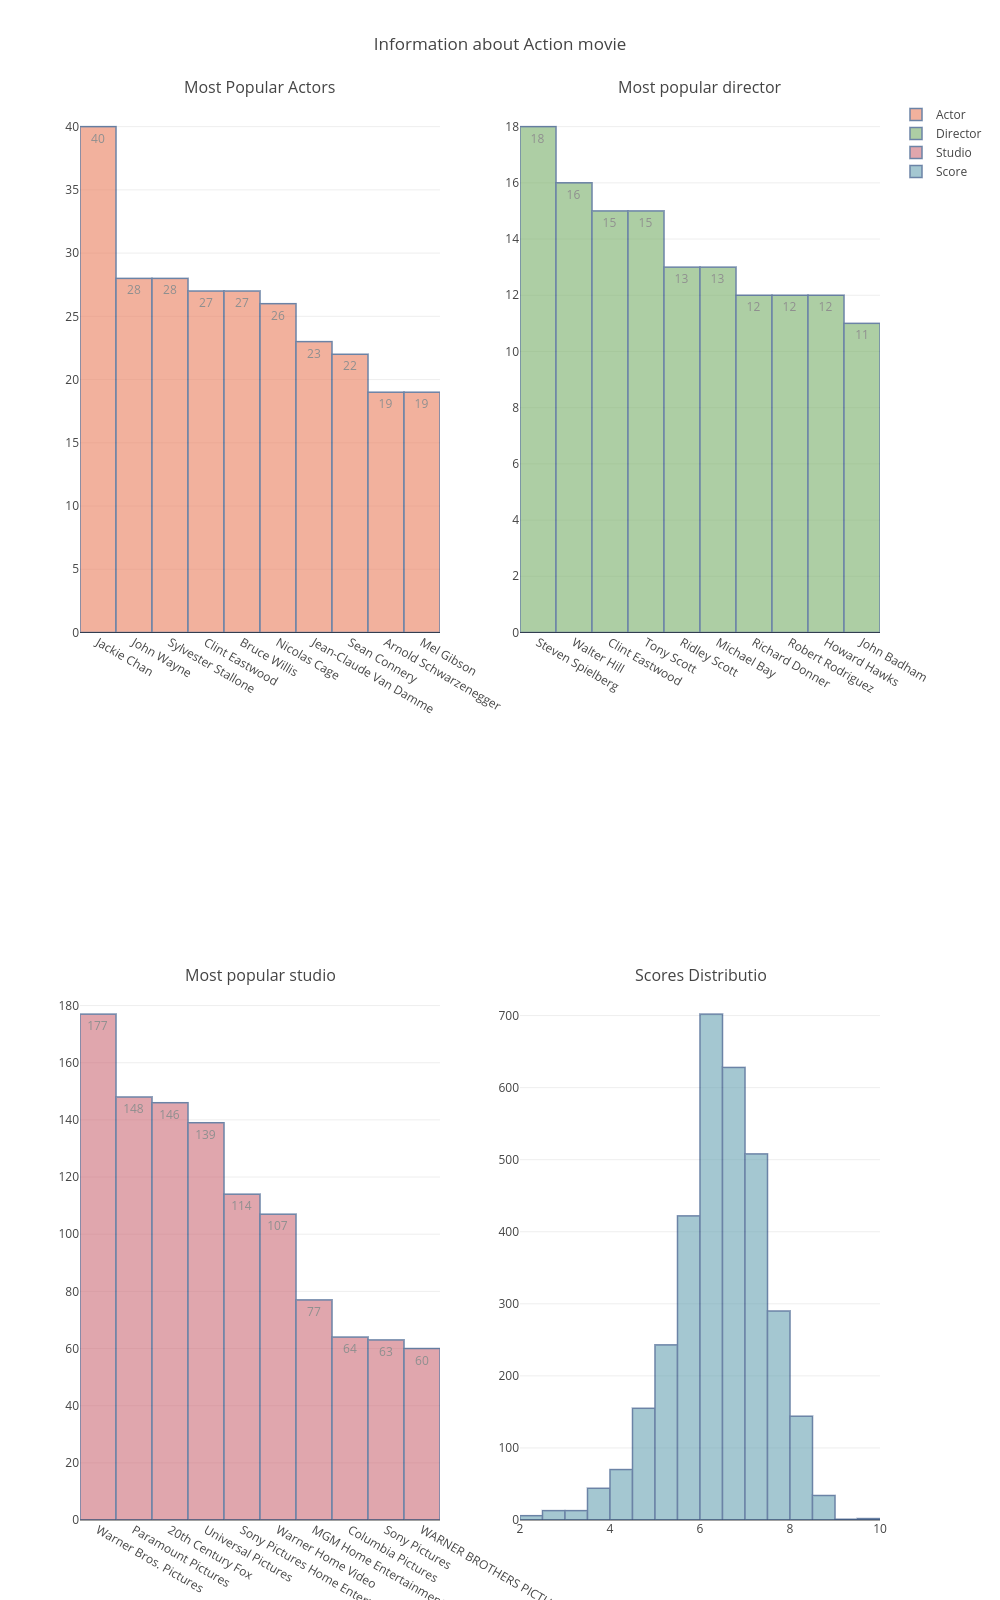 Information about Action movie
Most Popular Actors
Most popular director
Actor
Director
Studio
Score
40
35
30
25
20
15
10
5
0
40
28
28
27
27
26
23
22
19
19
Jackie Chan
John Wayne
Sylvester Stallone
Clint Eastwood
Bruce Willis
Nicolas Cage
Jean-Claude Van Damme
Sean Connery
Arnold Schwarzenegger
Mel Gibson
18
16
14
12
10
8
6
4
2
0
18
16
15
15
13
13
12
12
12
11
Steven Spielberg
Walter Hill
Clint Eastwood
Tony Scott
Ridley Scott
Michael Bay
Richard Donner
Robert Rodriguez
Howard Hawks
John Badham
Most popular studio
Scores Distributio
180
160
140
120
100
80
60
40
20
0
177
148
146
139
114
107
77
64
63
60
Warner Bros. Pictures
Paramount Pictures
20th Century Fox
Universal Pictures
Sony Pictures Home Enter
Warner Home Video
MGM Home Entertainmen
Columbia Pictures
Sony Pictures
WARNER BROTHERS PICTU
700
600
500
400
300
200
100
0
2
4
6
8
10